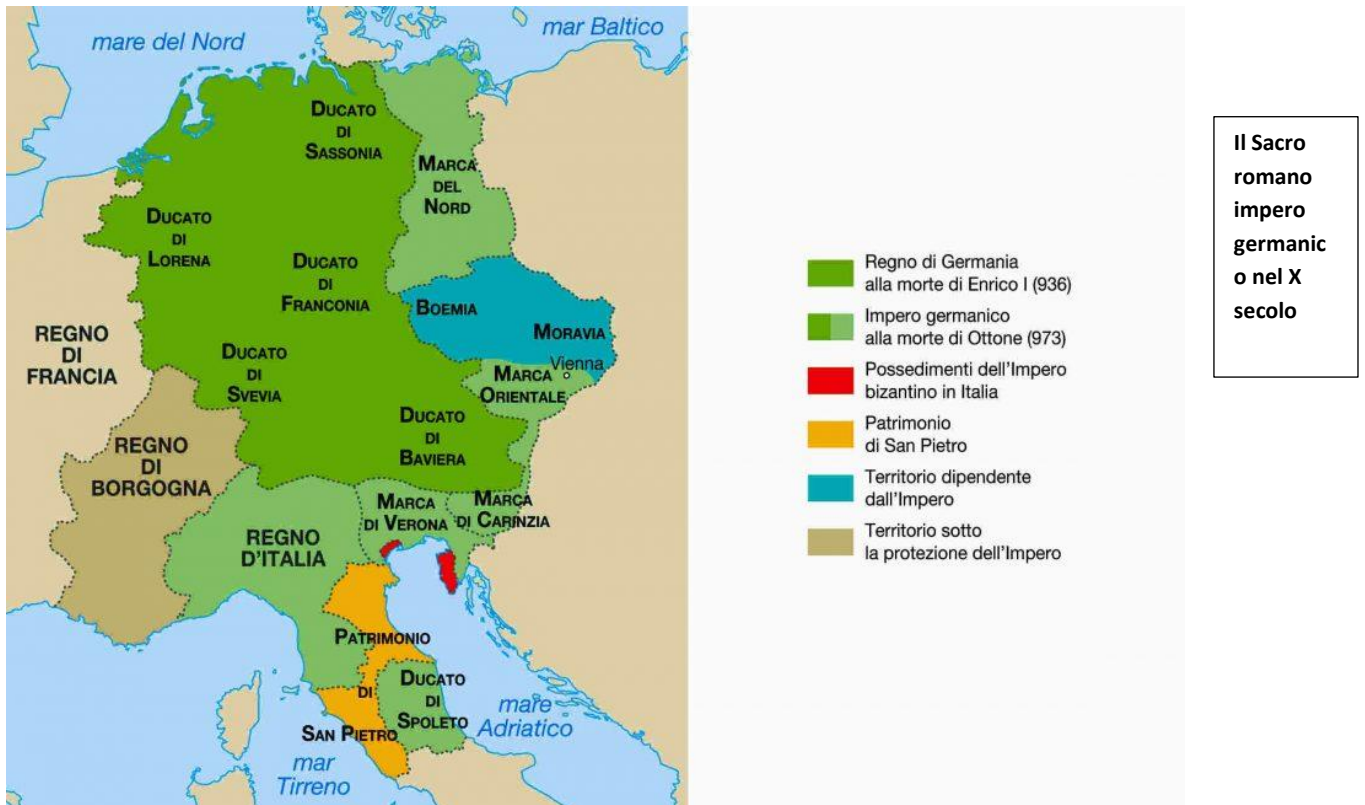 mare del Nord
mar Baltico
DUCATO
DI
SASSONIA
MARCA
DEL
NORD
DUCATO
DI
LORENA
DUCATO
DI
FRANCONIA
BOEMIA
MORAVIA
REGNO
DI
FRANCIA
DUCATO
DI
SVEVIA
Vienna
MARCA
ORIENTALE
DUCATO
DI
BAVIERA
REGNO
DI
BORGOGNA
MARCA
DI VERONA
MARCA
DI CARINZIA
REGNO
D'ITALIA
PATRIMONIO
DI
SAN PIETRO
DUCATO
DI
SPOLETO
mare
Adriatico
mar
Tirreno
Regno di Germania
alla morte di Enrico I (936)
Impero germanico
alla morte di Ottone (973)
Possedimenti dell'Impero
bizantino in Italia
Patrimonio
di San Pietro
Territorio dipendente
dall'Impero
Territorio sotto
la protezione dell'Impero
Il Sacro
romano
impero
germanic
o nel X
secolo